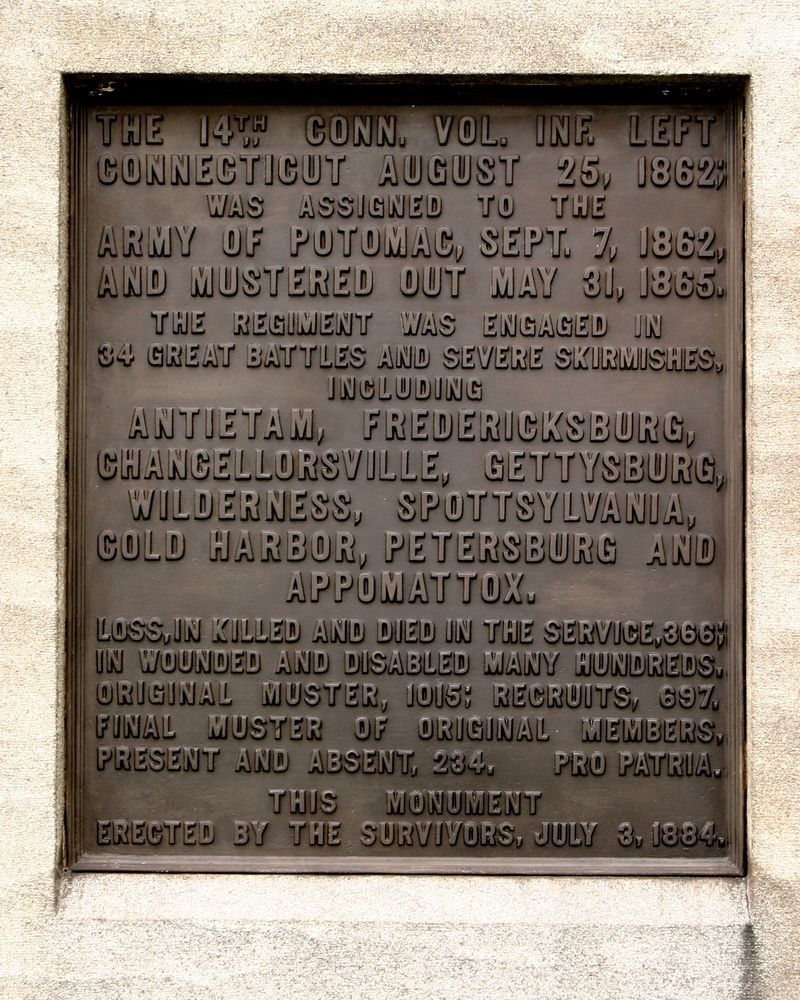 THE 14TH CONN. VOL. INF. LEFT
CONNECTICUT AUGUST 25, 1862;
WAS ASSIGNED TO THE
ARMY OF POTOMAC, SEPT. 7, 1862,
AND MUSTERED OUT MAY 31, 1865.
THE REGIMENT WAS ENGAGED IN
34 GREAT BATTLES AND SEVERE SKIRMISHES,
INCLUDING
ANTIETAM, FREDERICKSBURG,
CHANCELLORSVILLE, GETTYSBURG,
WILDERNESS, SPOTTSYLVANIA,
COLD HARBOR, PETERSBURG AND
APPOMATTOX.
LOSS, IN KILLED AND DIED IN THE SERVICE, 366;
IN WOUNDED AND DISABLED MANY HUNDREDS.
ORIGINAL MUSTER, 1015; RECRUITS, 697.
FINAL MUSTER OF ORIGINAL MEMBERS,
PRESENT AND ABSENT, 234. PRO PATRIA.
THIS MONUMENT
ERECTED BY THE SURVIVORS, JULY 3, 1884.